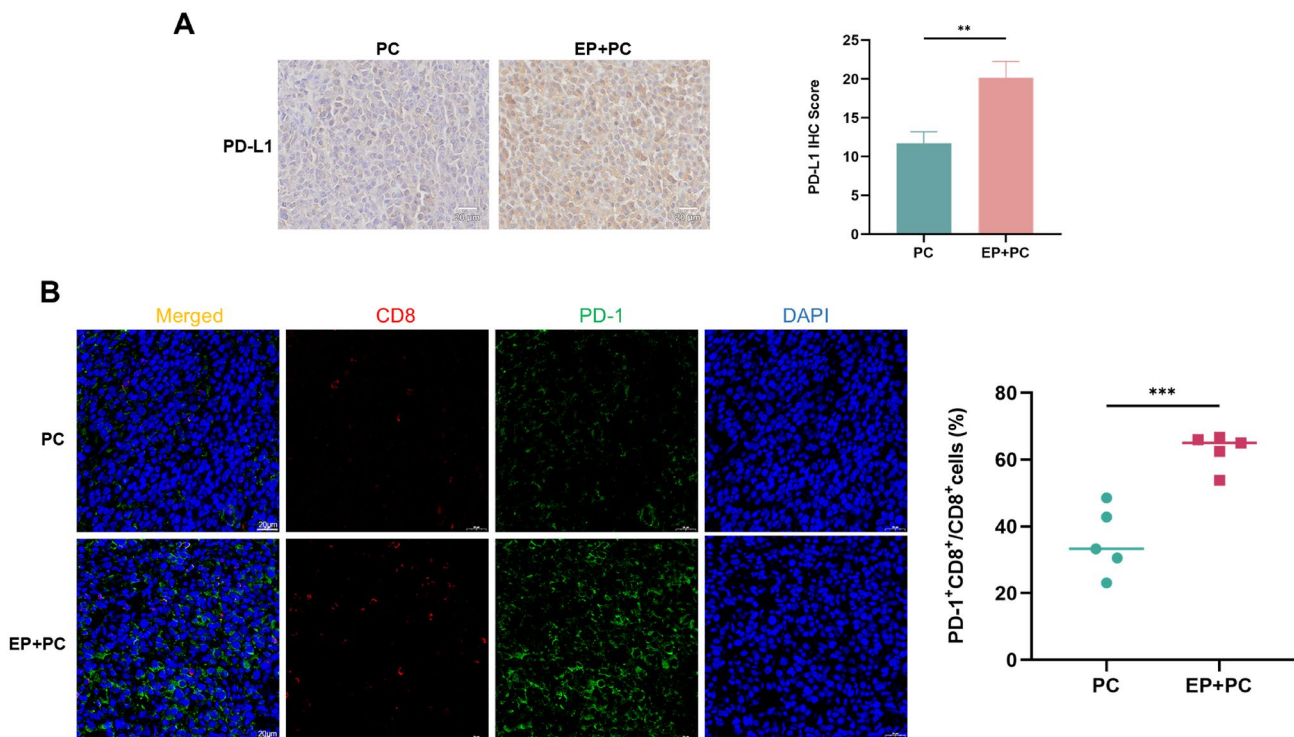 A
PC
EP+PC
PD-L1
20 μm
20 μm
PD-L1 IHC Score
25
20
15
10
5
0
**
PC
EP+PC
B
Merged
CD8
PD-1
DAPI
PC
20μm
EP+PC
20μm
PD-1⁺CD8⁺/CD8⁺ cells (%)
80
60
40
20
0
***
PC
EP+PC